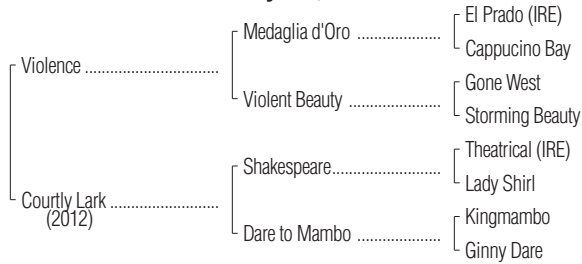 El Prado (IRE)
Medaglia d'Oro ..................
Cappucino Bay
Violence .............................
Gone West
Violent Beauty ....................
Storming Beauty
Theatrical (IRE)
Shakespeare.......................
Lady Shirl
Courtly Lark .......................
(2012)
Kingmambo
Dare to Mambo ..................
Ginny Dare